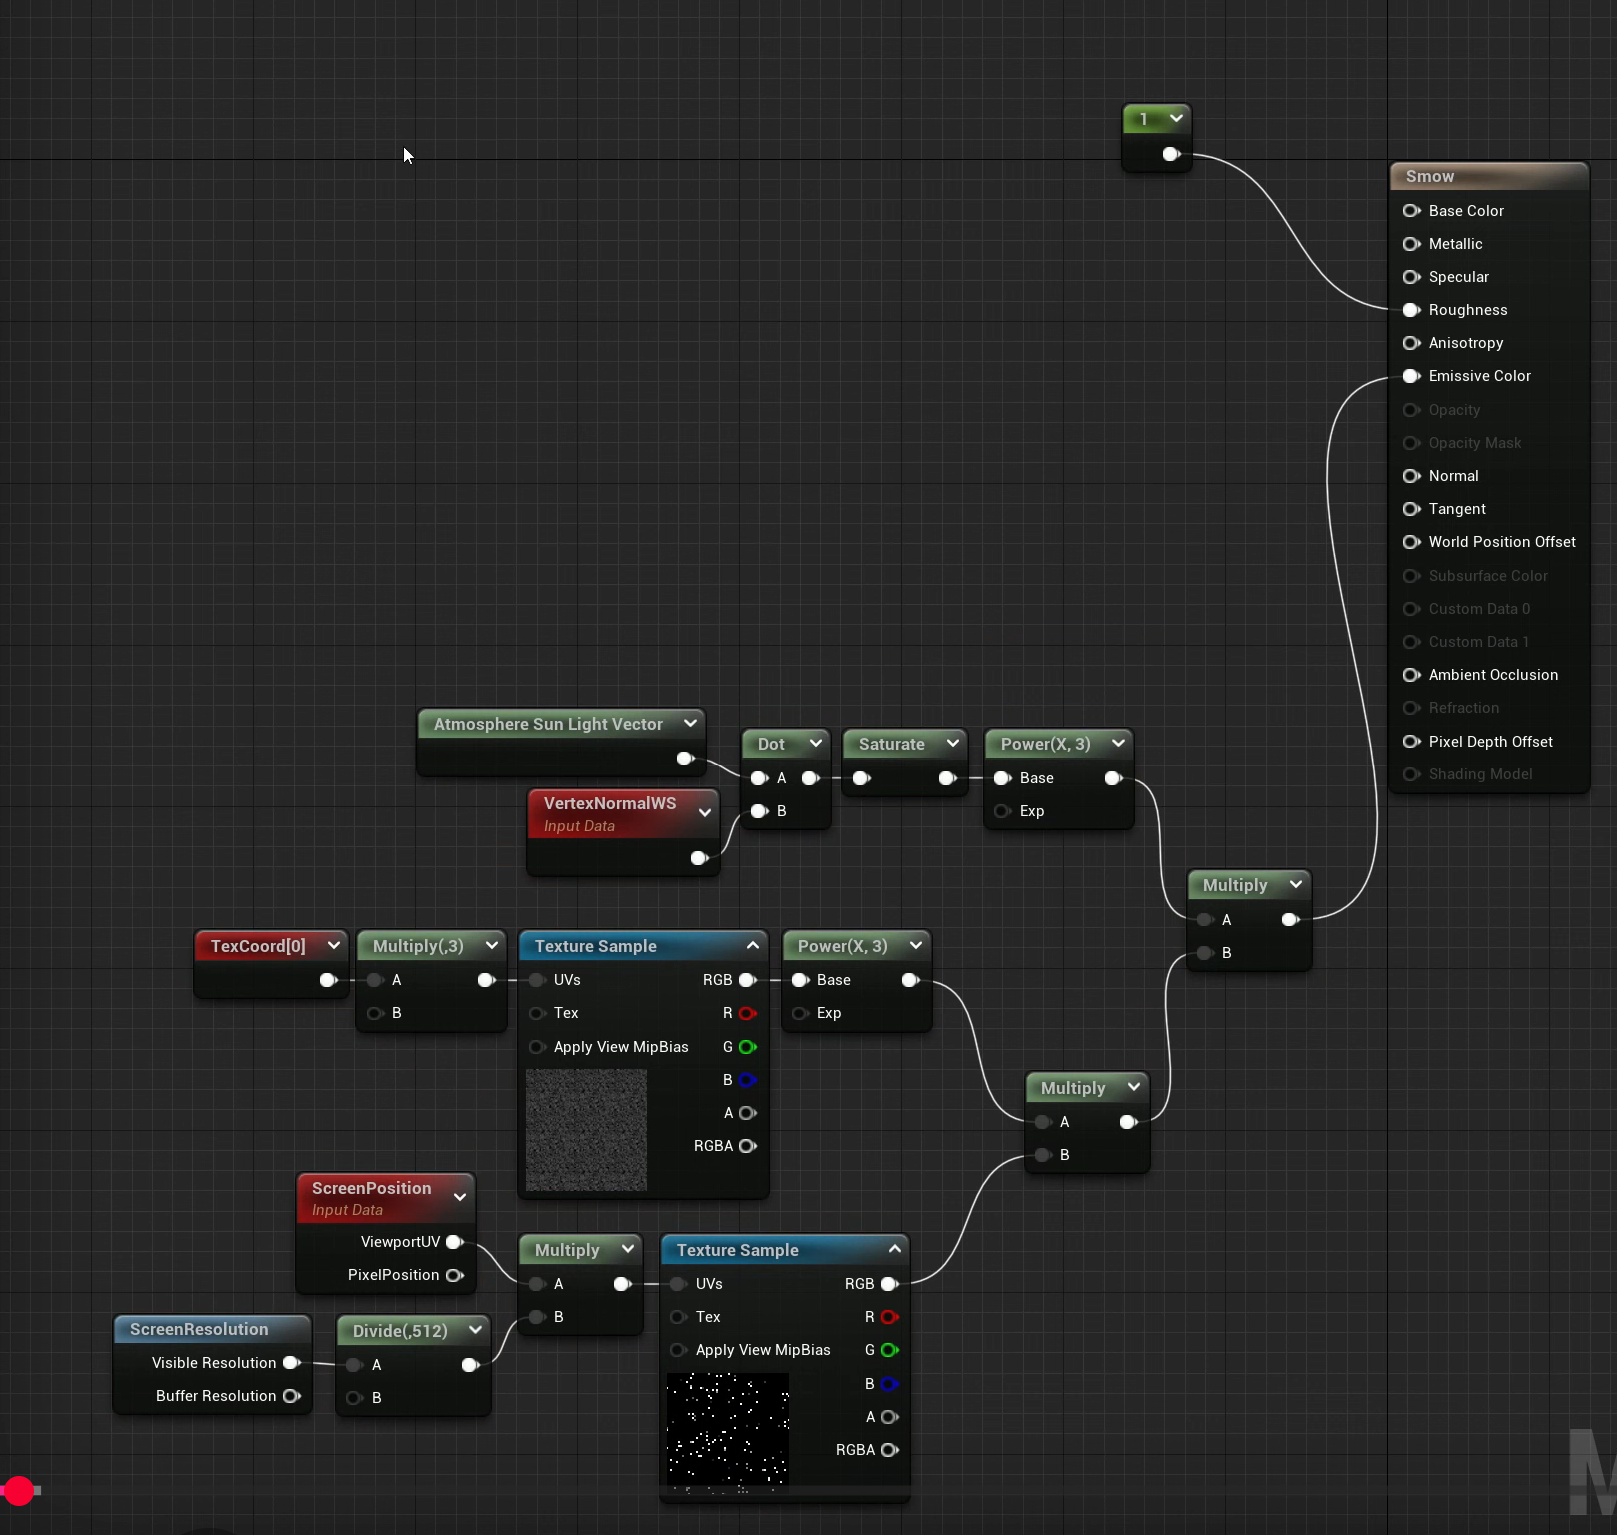 1
Smow
Base Color
Metallic
Specular
Roughness
Anisotropy
Emissive Color
Opacity
Opacity Mask
Normal
Tangent
World Position Offset
Subsurface Color
Custom Data 0
Custom Data 1
Ambient Occlusion
Refraction
Pixel Depth Offset
Shading Model
Atmosphere Sun Light Vector
VertexNormalWS
Input Data
Dot
A
B
Saturate
Power(X, 3)
Base
Exp
Multiply
A
B
TexCoord[0]
Multiply(,3)
A
B
Texture Sample
UVs RGB
Tex R
Apply View MipBias G
B
A
RGBA
Power(X, 3)
Base
Exp
Multiply
A
B
ScreenPosition
Input Data
ViewportUV
PixelPosition
ScreenResolution
Visible Resolution
Buffer Resolution
Divide(,512)
A
B
Multiply
A
B
Texture Sample
UVs RGB
Tex R
Apply View MipBias G
B
A
RGBA